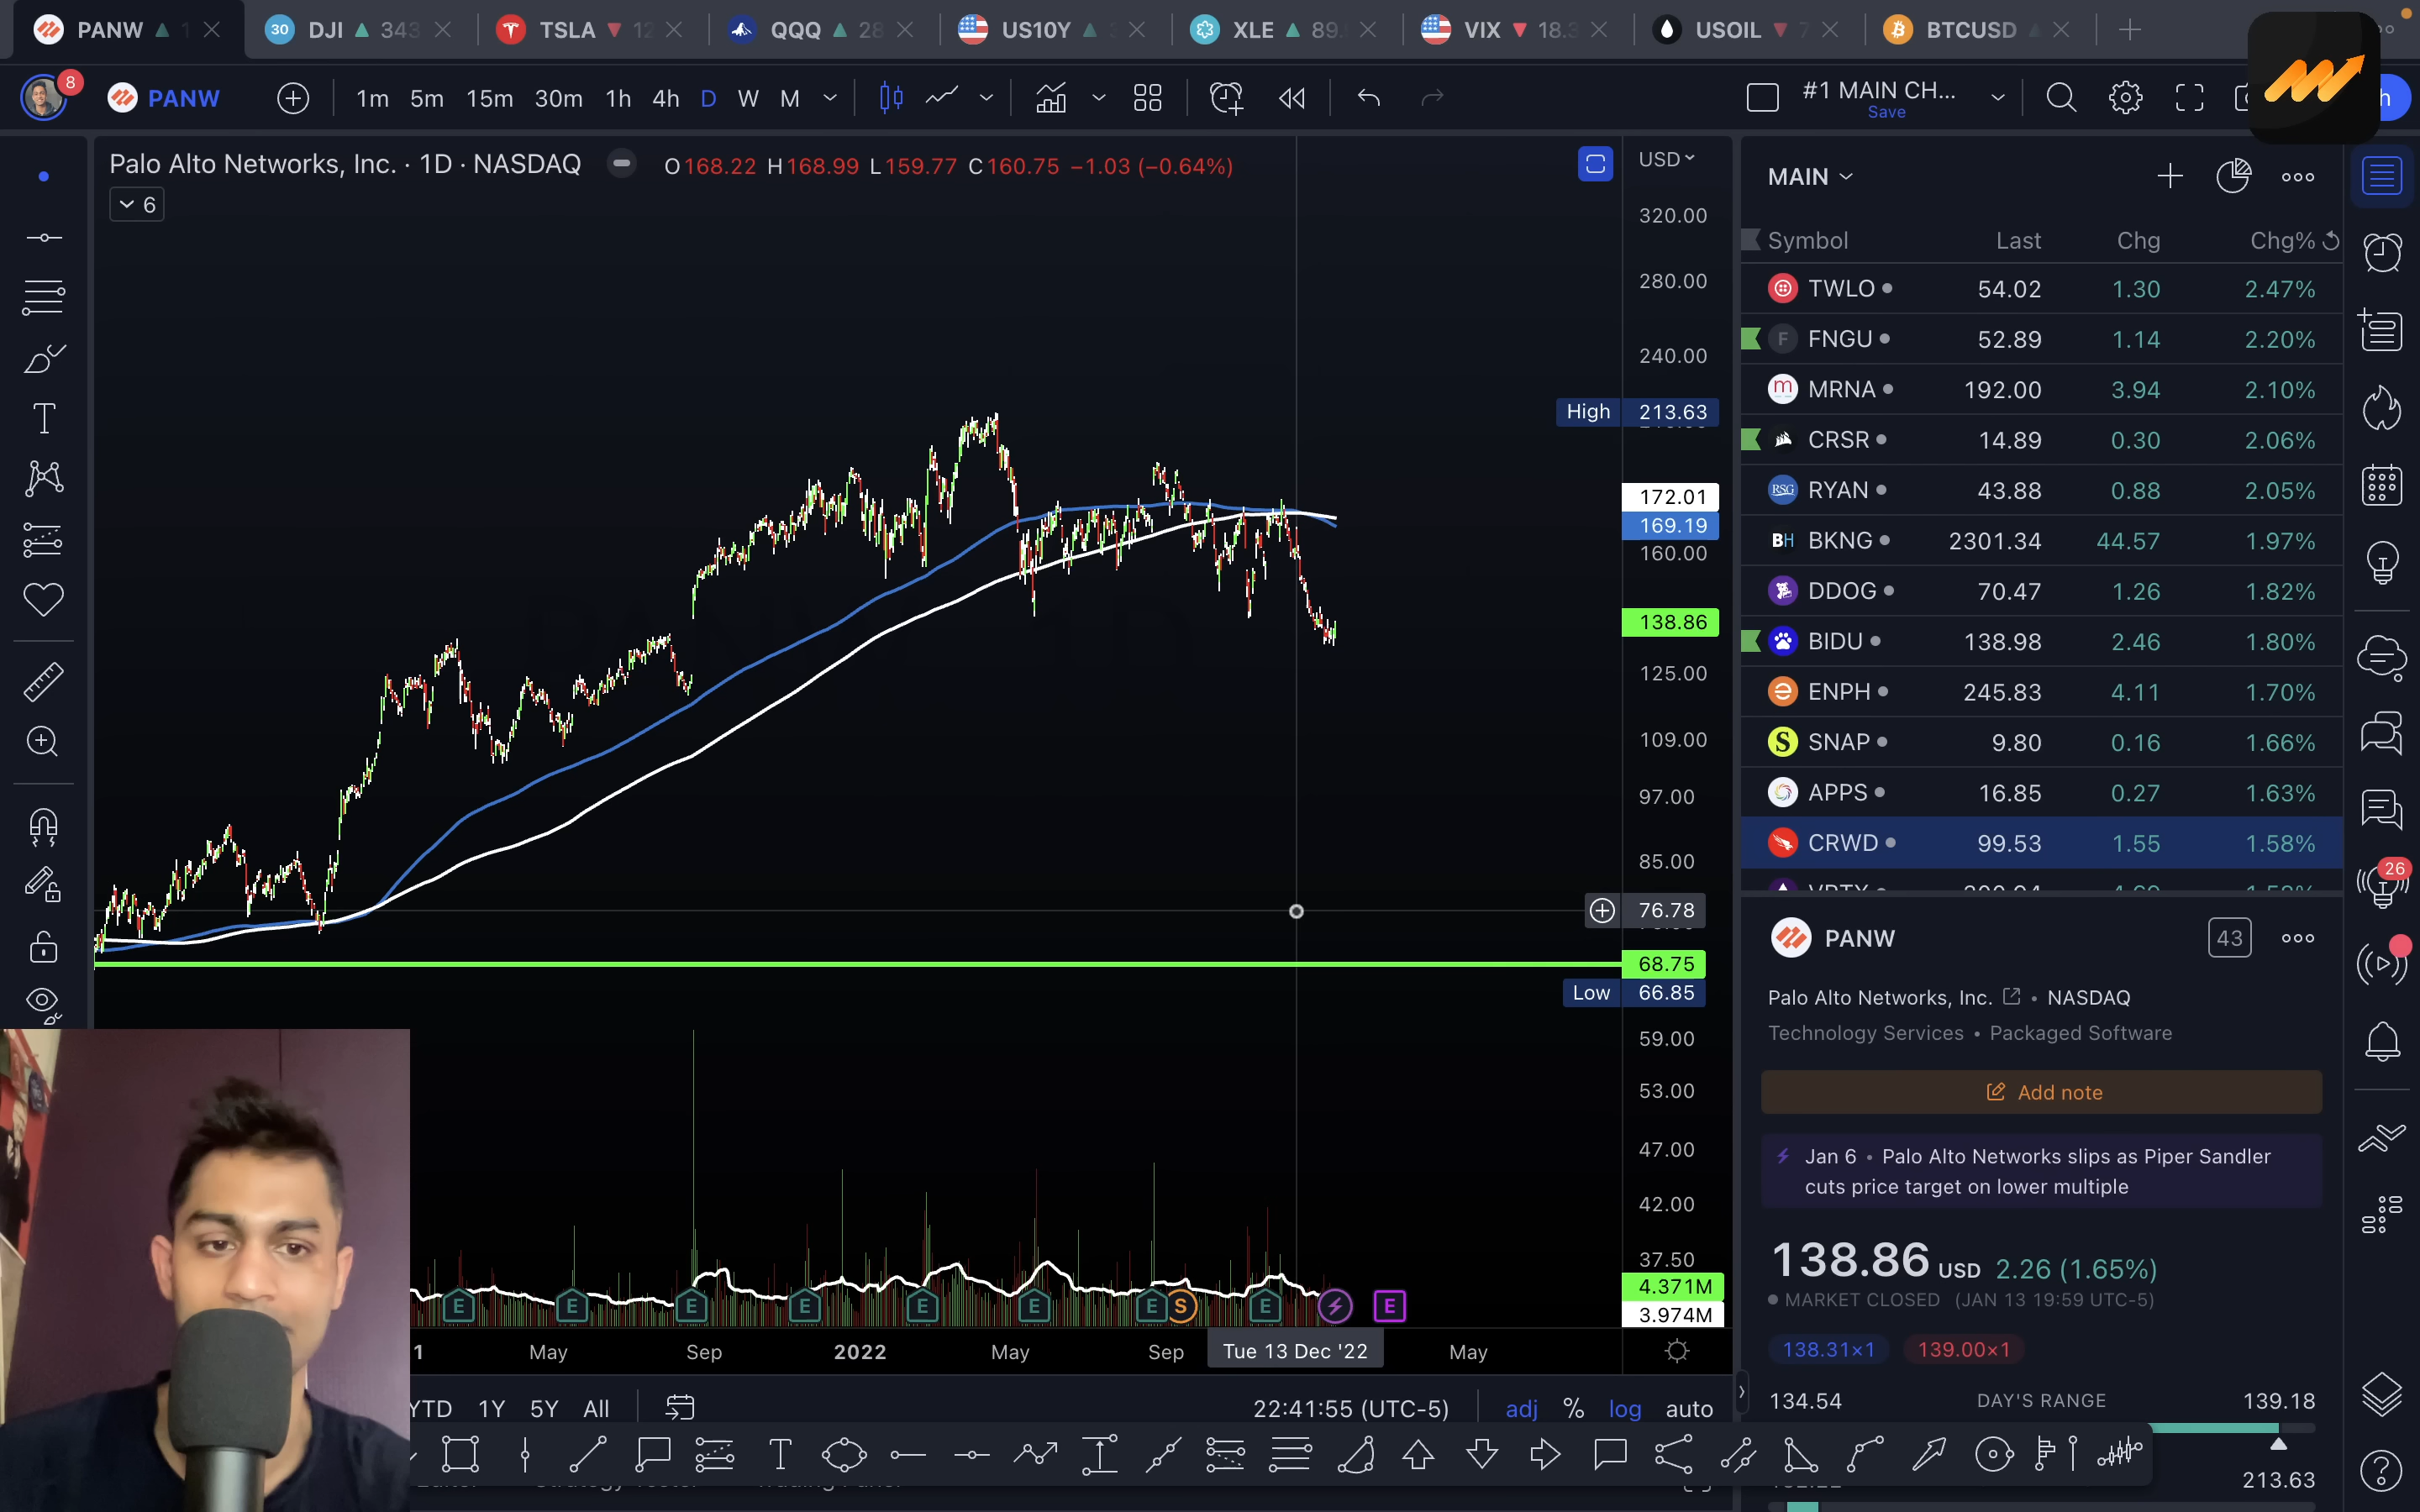 PANW
30 DJI 343
TSLA 12
QQQ 28
US10Y
XLE 89.
VIX 18.3
USOIL 7
BTCUSD
8
PANW
1m 5m 15m 30m 1h 4h D W M
#1 MAIN CH...
Save
h
Palo Alto Networks, Inc. · 1D · NASDAQ
O168.22 H168.99 L159.77 C160.75 −1.03 (−0.64%)
6
USD
320.00
280.00
240.00
High 213.63
172.01
169.19
160.00
138.86
125.00
109.00
97.00
85.00
76.78
68.75
Low 66.85
59.00
53.00
47.00
42.00
37.50
4.371M
3.974M
E E E E E E E S E E
1 May Sep 2022 May Sep Tue 13 Dec '22 May
YTD 1Y 5Y All
22:41:55 (UTC-5)
adj % log auto
MAIN
Symbol Last Chg Chg%
TWLO 54.02 1.30 2.47%
F FNGU 52.89 1.14 2.20%
m MRNA 192.00 3.94 2.10%
CRSR 14.89 0.30 2.06%
RSG RYAN 43.88 0.88 2.05%
BH BKNG 2301.34 44.57 1.97%
DDOG 70.47 1.26 1.82%
BIDU 138.98 2.46 1.80%
ENPH 245.83 4.11 1.70%
S SNAP 9.80 0.16 1.66%
APPS 16.85 0.27 1.63%
CRWD 99.53 1.55 1.58%
26
PANW 43
Palo Alto Networks, Inc. • NASDAQ
Technology Services • Packaged Software
Add note
Jan 6 • Palo Alto Networks slips as Piper Sandler
cuts price target on lower multiple
138.86 USD 2.26 (1.65%)
MARKET CLOSED (JAN 13 19:59 UTC-5)
138.31×1 139.00×1
134.54 DAY'S RANGE 139.18
213.63